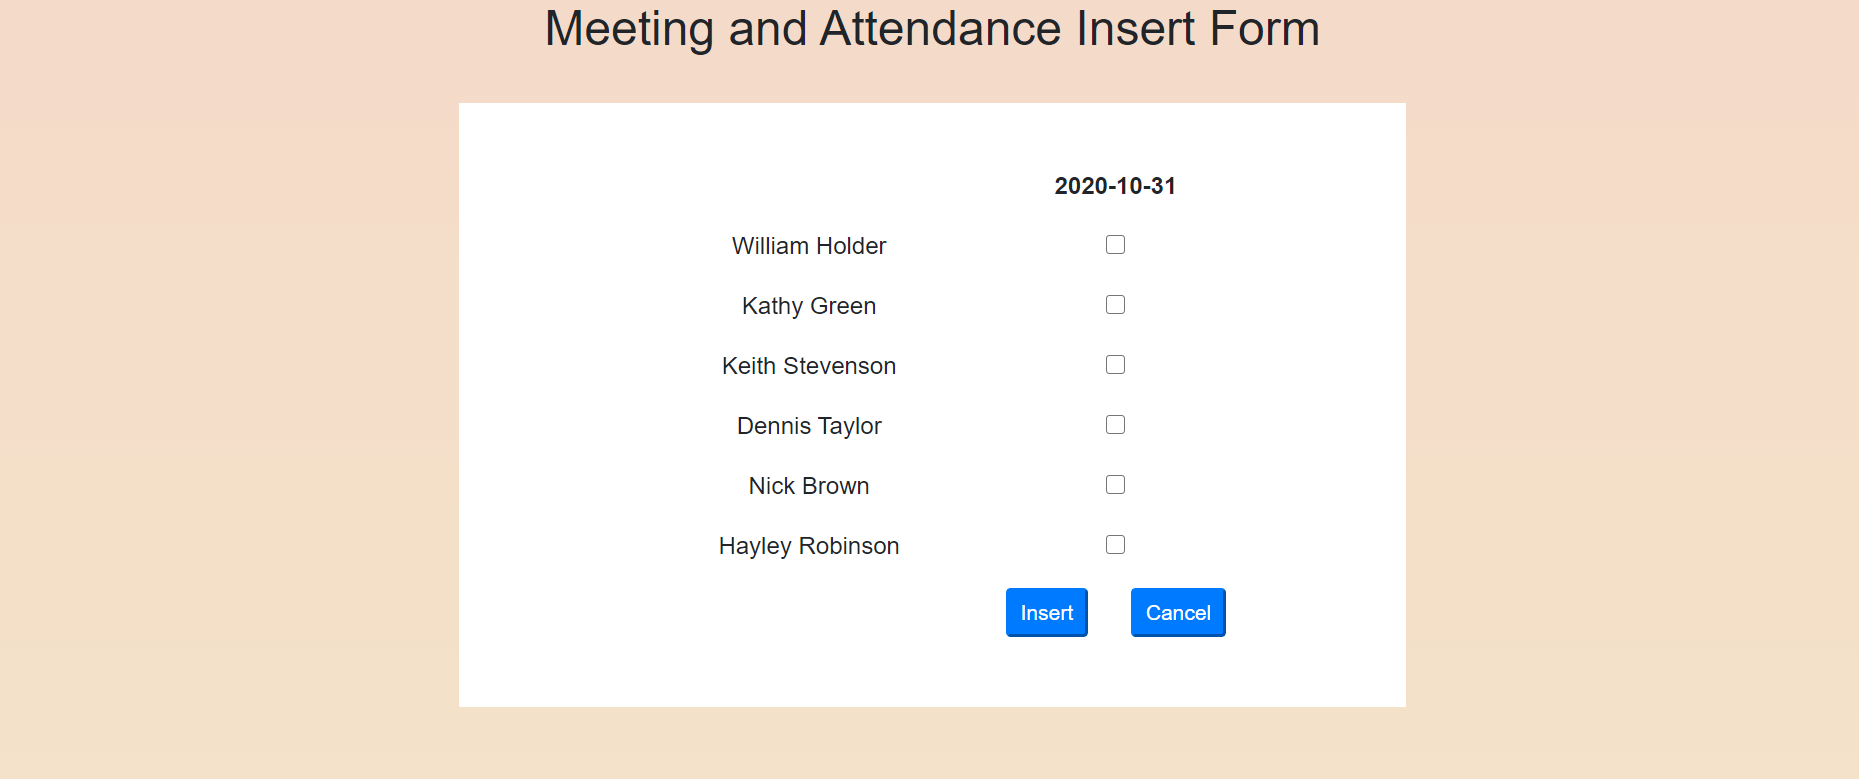 Meeting and Attendance Insert Form
2020-10-31
William Holder
Kathy Green
Keith Stevenson
Dennis Taylor
Nick Brown
Hayley Robinson
Insert Cancel